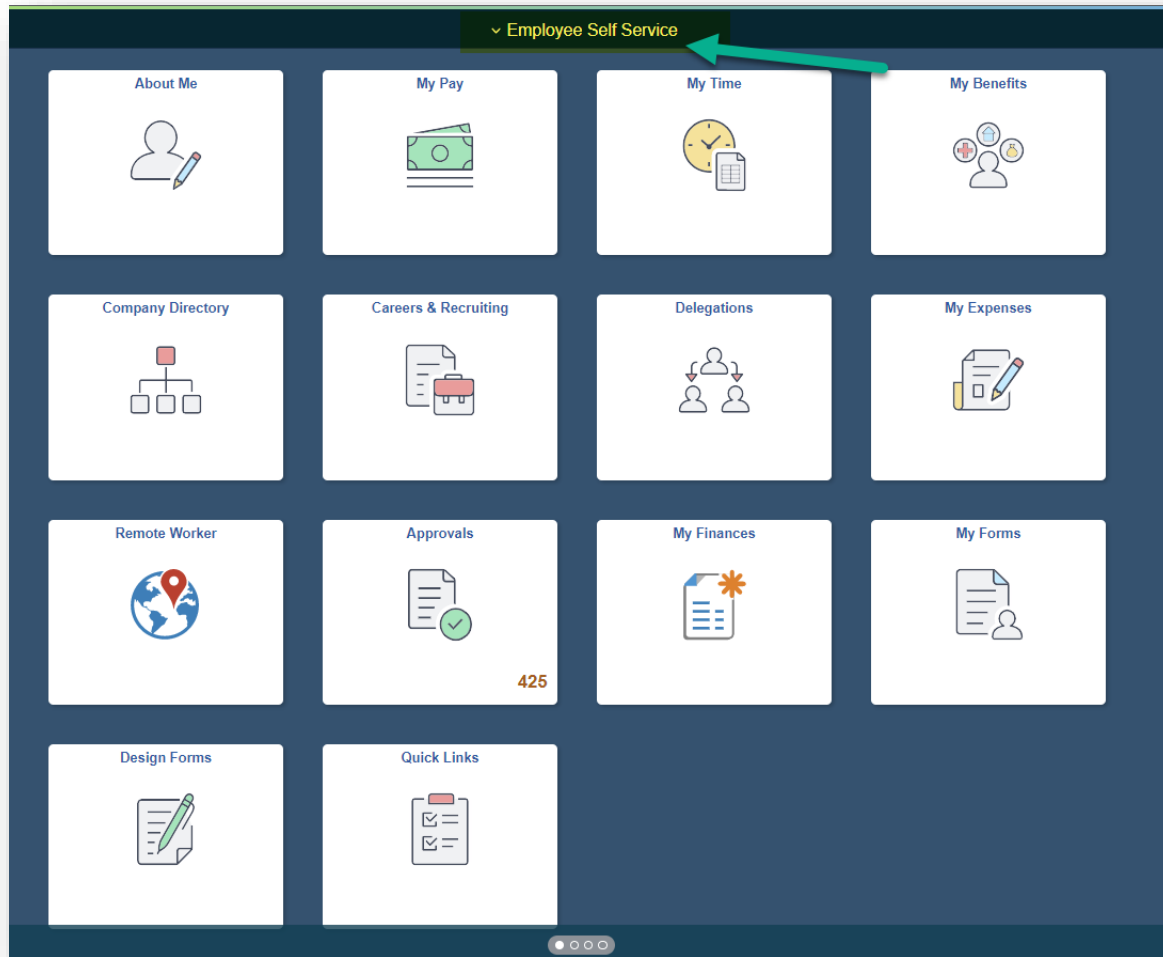 Employee Self Service
About Me
My Pay
My Time
My Benefits
Company Directory
Careers & Recruiting
Delegations
My Expenses
Remote Worker
Approvals
425
My Finances
My Forms
Design Forms
Quick Links